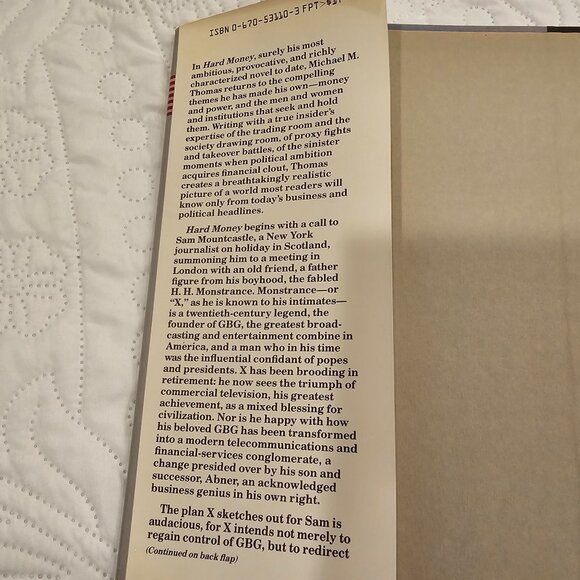 ISBN 0-670-53110-3 FPT>
In Hard Money, surely his most
ambitious, provocative, and richly
characterized novel to date, Michael M.
Thomas returns to the compelling
themes he has made his own—money
and power, and the men and women
and institutions that seek and hold
them. Writing with a true insider's
expertise of the trading room and the
society drawing room, of proxy fights
and takeover battles, of the sinister
moments when political ambition
acquires financial clout, Thomas
creates a breathtakingly realistic
picture of a world most readers will
know only from today's business and
political headlines.
Hard Money begins with a call to
Sam Mountcastle, a New York
journalist on holiday in Scotland,
summoning him to a meeting in
London with an old friend, a father
figure from his boyhood, the fabled
H. H. Monstrance. Monstrance—or
"X," as he is known to his intimates—
is a twentieth-century legend, the
founder of GBG, the greatest broad-
casting and entertainment combine in
America, and a man who in his time
was the influential confidant of popes
and presidents. X has been brooding in
retirement: he now sees the triumph of
commercial television, his greatest
achievement, as a mixed blessing for
civilization. Nor is he happy with how
his beloved GBG has been transformed
into a modern telecommunications and
financial-services conglomerate, a
change presided over by his son and
successor, Abner, an acknowledged
business genius in his own right.
The plan X sketches out for Sam is
audacious, for X intends not merely to
regain control of GBG, but to redirect
(Continued on back flap)